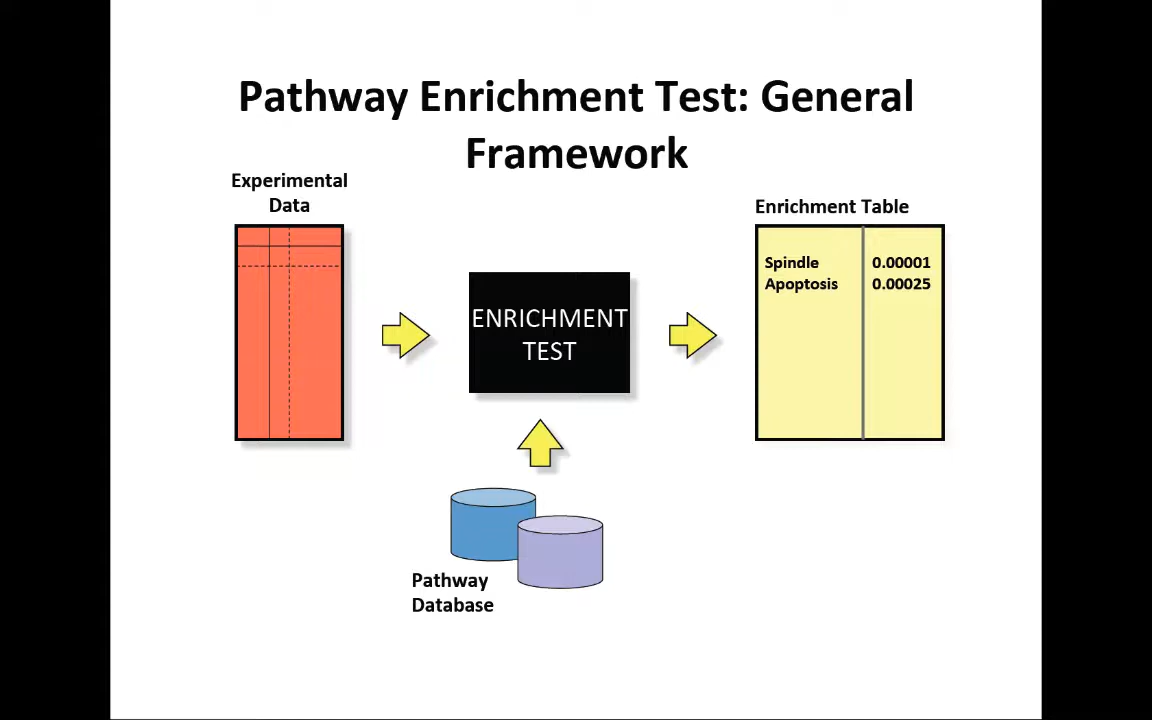 Pathway Enrichment Test: General
Framework
Experimental
Data
Enrichment Table
Spindle 0.00001
Apoptosis 0.00025
ENRICHMENT
TEST
Pathway
Database